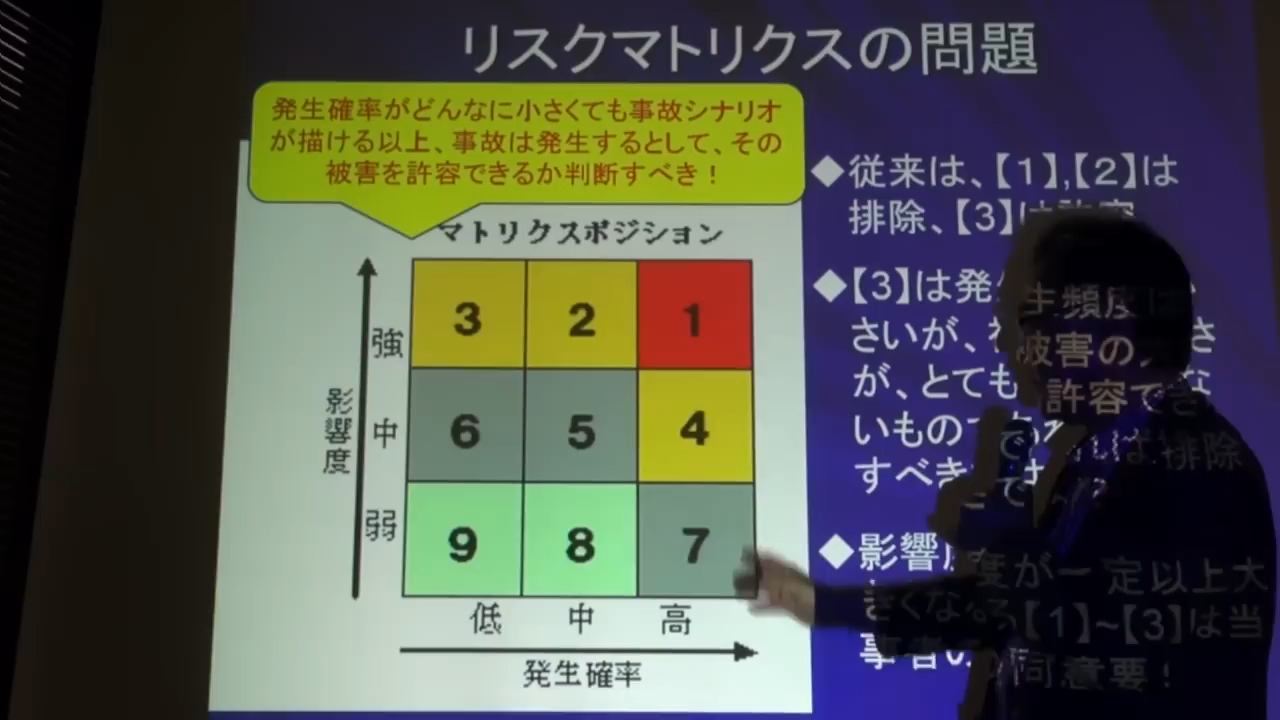 リスクマトリクスの問題
発生確率がどんなに小さくても事故シナリオ
が描ける以上、事故は発生するとして、その
被害を許容できるか判断すべき！
マトリクスポジション
3 2 1
強
6 5 4
中
9 8 7
弱
影響度
低 中 高
発生確率
◆従来は、【1】,【2】は
排除、【3】は許容
◆【3】は発生頻度は
さいが、被害の さ
が、とても 許容でき な
いもの であれば排除
すべき
◆影響度が一定以上大
きくなる【1】~【3】は当
事者の 同意要！